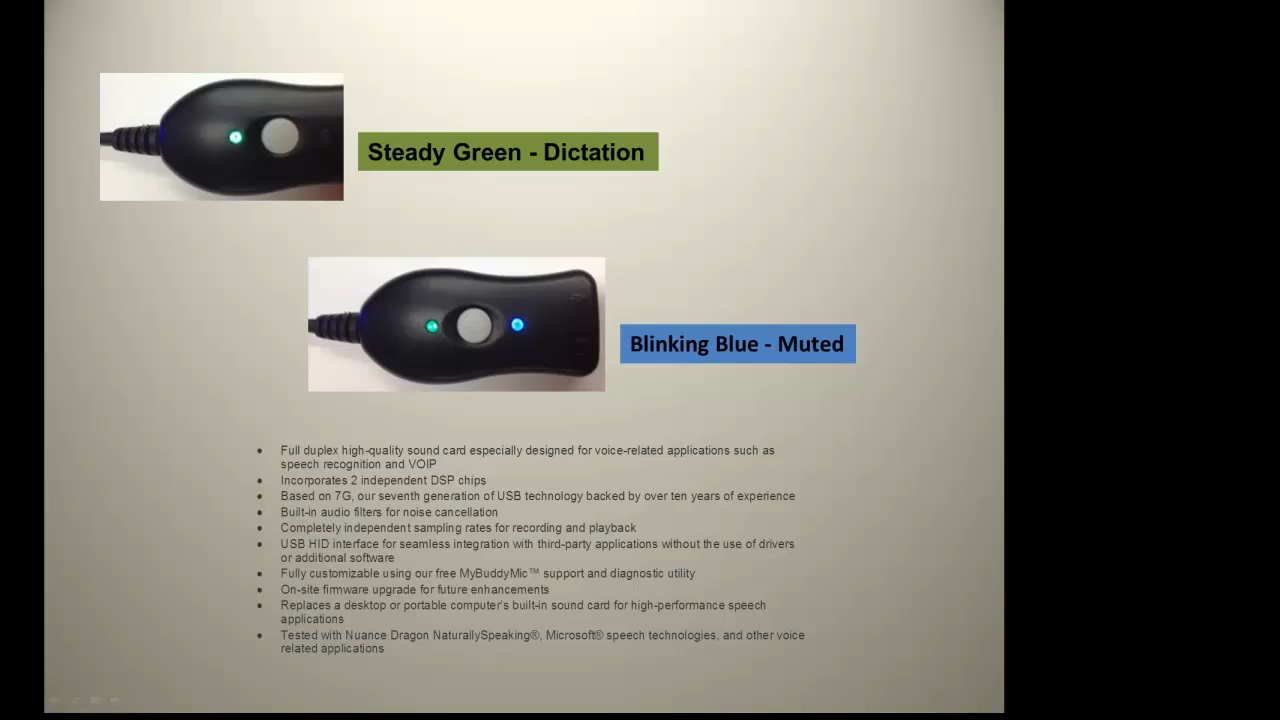 Steady Green - Dictation
Blinking Blue - Muted
• Full duplex high-quality sound card especially designed for voice-related applications such as
speech recognition and VOIP
• Incorporates 2 independent DSP chips
• Based on 7G, our seventh generation of USB technology backed by over ten years of experience
• Built-in audio filters for noise cancellation
• Completely independent sampling rates for recording and playback
• USB HID interface for seamless integration with third-party applications without the use of drivers
or additional software
• Fully customizable using our free MyBuddyMic™ support and diagnostic utility
• On-site firmware upgrade for future enhancements
• Replaces a desktop or portable computer's built-in sound card for high-performance speech
applications
• Tested with Nuance Dragon NaturallySpeaking®, Microsoft® speech technologies, and other voice
related applications